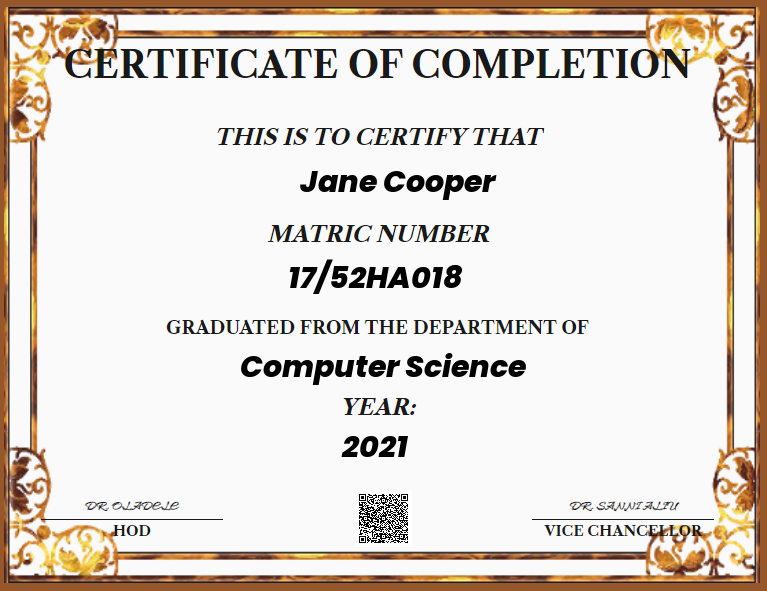 CERTIFICATE OF COMPLETION
THIS IS TO CERTIFY THAT
Jane Cooper
MATRIC NUMBER
17/52HA018
GRADUATED FROM THE DEPARTMENT OF
Computer Science
YEAR:
2021
DR. OLADELE DR. SANNI ALIU
HOD VICE CHANCELLOR